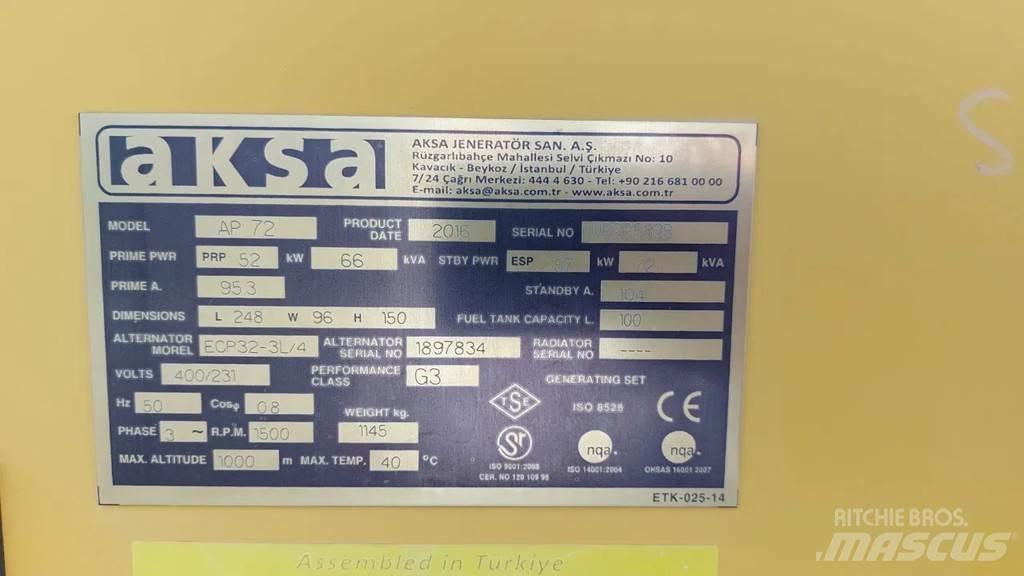 aksa
AKSA JENERATÖR SAN. A.Ş.
Rüzgarlıbahçe Mahallesi Selvi Çıkmazı No: 10
Kavacık - Beykoz / İstanbul / Türkiye
7/24 Çağrı Merkezi: 444 4 630 - Tel: +90 216 681 00 00
E-mail: aksa@aksa.com.tr - www.aksa.com.tr
MODEL AP 72 PRODUCT DATE 2016 SERIAL NO
PRIME PWR PRP 52 kW 66 kVA STBY PWR ESP kW 72 kVA
PRIME A. 95.3 STANDBY A. 104
DIMENSIONS L 248 W 96 H 150 FUEL TANK CAPACITY L. 100
ALTERNATOR MOREL ECP32-3L/4 ALTERNATOR SERIAL NO 1897834 RADIATOR SERIAL NO ----
VOLTS 400/231 PERFORMANCE CLASS G3 GENERATING SET
Hz 50 Cosφ 08 WEIGHT kg. TSE ISO 8528 CE
PHASE 3 ~ R.P.M. 1500 1145 nqa. nqa.
MAX. ALTITUDE 1000 m MAX. TEMP. 40 °C ISO 9001:2008 ISO 14001:2004
CER. NO
ETK-025-14
S
Assembled in Türkiye
RITCHIE BROS.
MASCUS